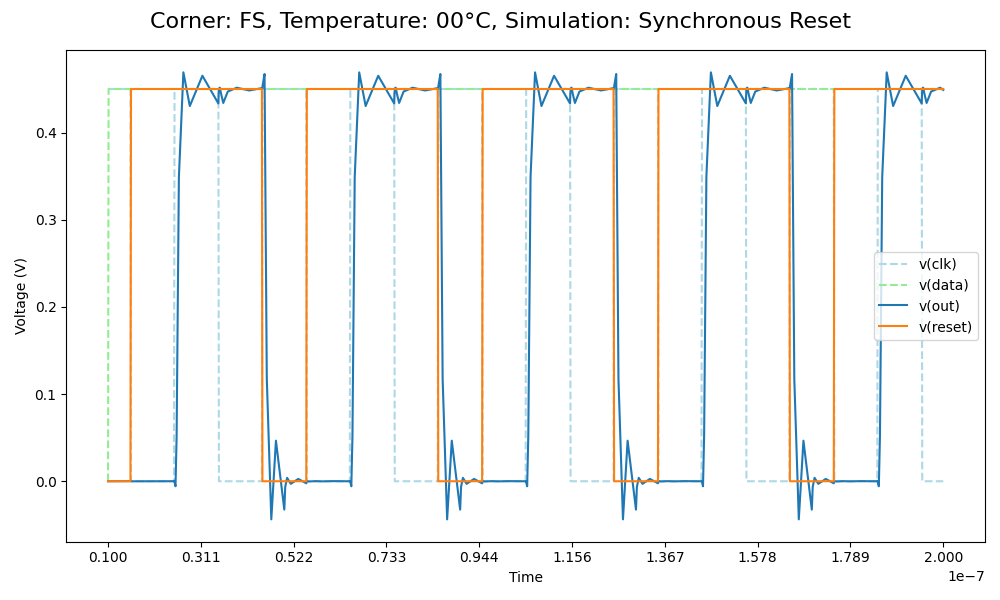 Corner: FS, Temperature: 00°C, Simulation: Synchronous Reset
Voltage (V)
0.4
0.3
0.2
0.1
0.0
v(clk)
v(data)
v(out)
v(reset)
0.100 0.311 0.522 0.733 0.944 1.156 1.367 1.578 1.789 2.000
Time
1e−7